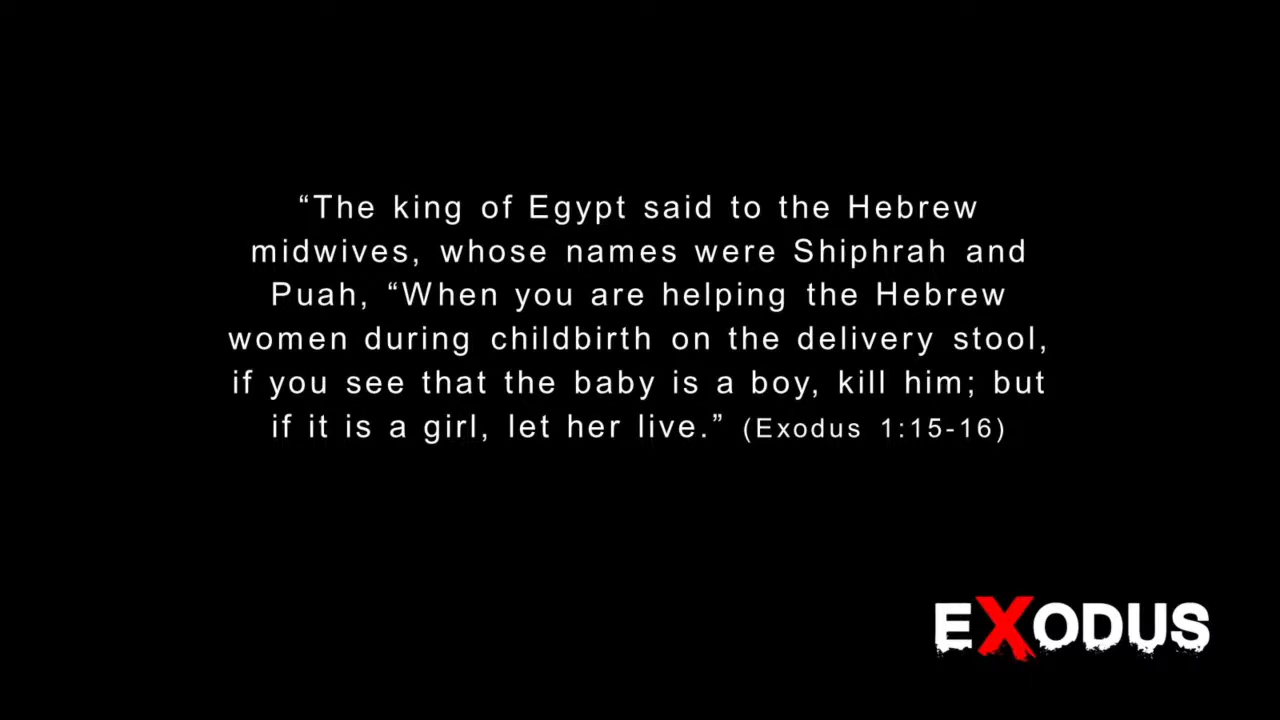 “The king of Egypt said to the Hebrew
midwives, whose names were Shiphrah and
Puah, “When you are helping the Hebrew
women during childbirth on the delivery stool,
if you see that the baby is a boy, kill him; but
if it is a girl, let her live.” (Exodus 1:15-16)
EXODUS